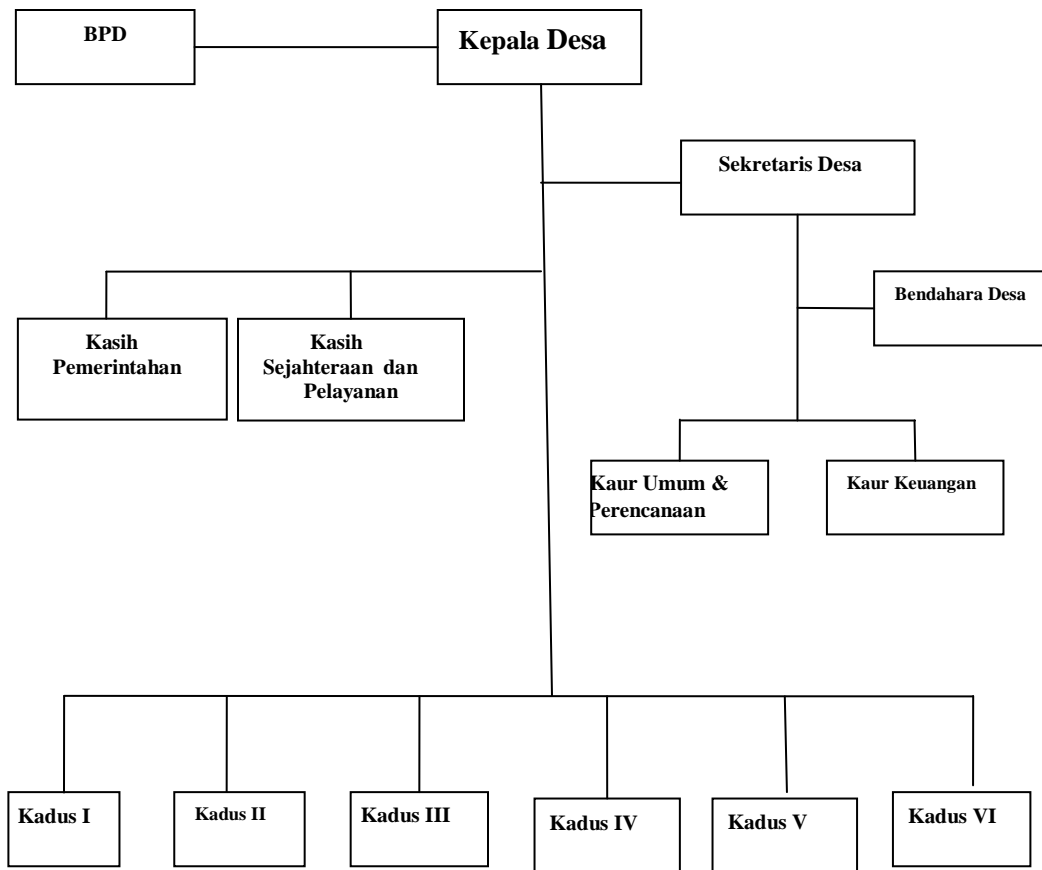 BPD
Kepala Desa
Sekretaris Desa
Bendahara Desa
Kasih
Pemerintahan
Kasih
Sejahteraan dan
Pelayanan
Kaur Umum &
Perencanaan
Kaur Keuangan
Kadus I
Kadus II
Kadus III
Kadus IV
Kadus V
Kadus VI